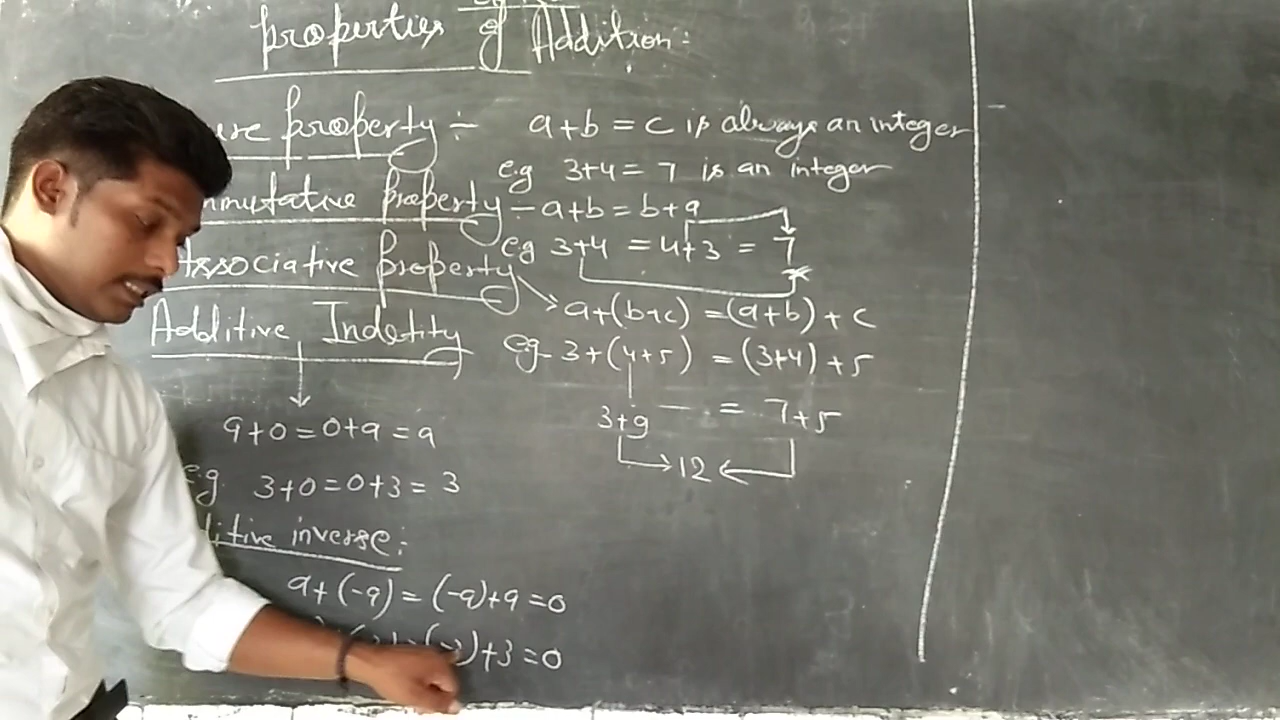 properties of Addition:
property :- a+b = c is always an integer
e.g 3+4 = 7 is an integer
property - a+b = b+a
e.g 3+4 = 4+3 = 7
Associative property
a+(b+c) = (a+b) + c
Additive Indetity
eg 3+(4+5) = (3+4) +5
3+9 = 7+5
12
a+0=0+a=a
e.g. 3+0=0+3= 3
inverse:
a+(-a) = (-a)+a =0
+3 =0